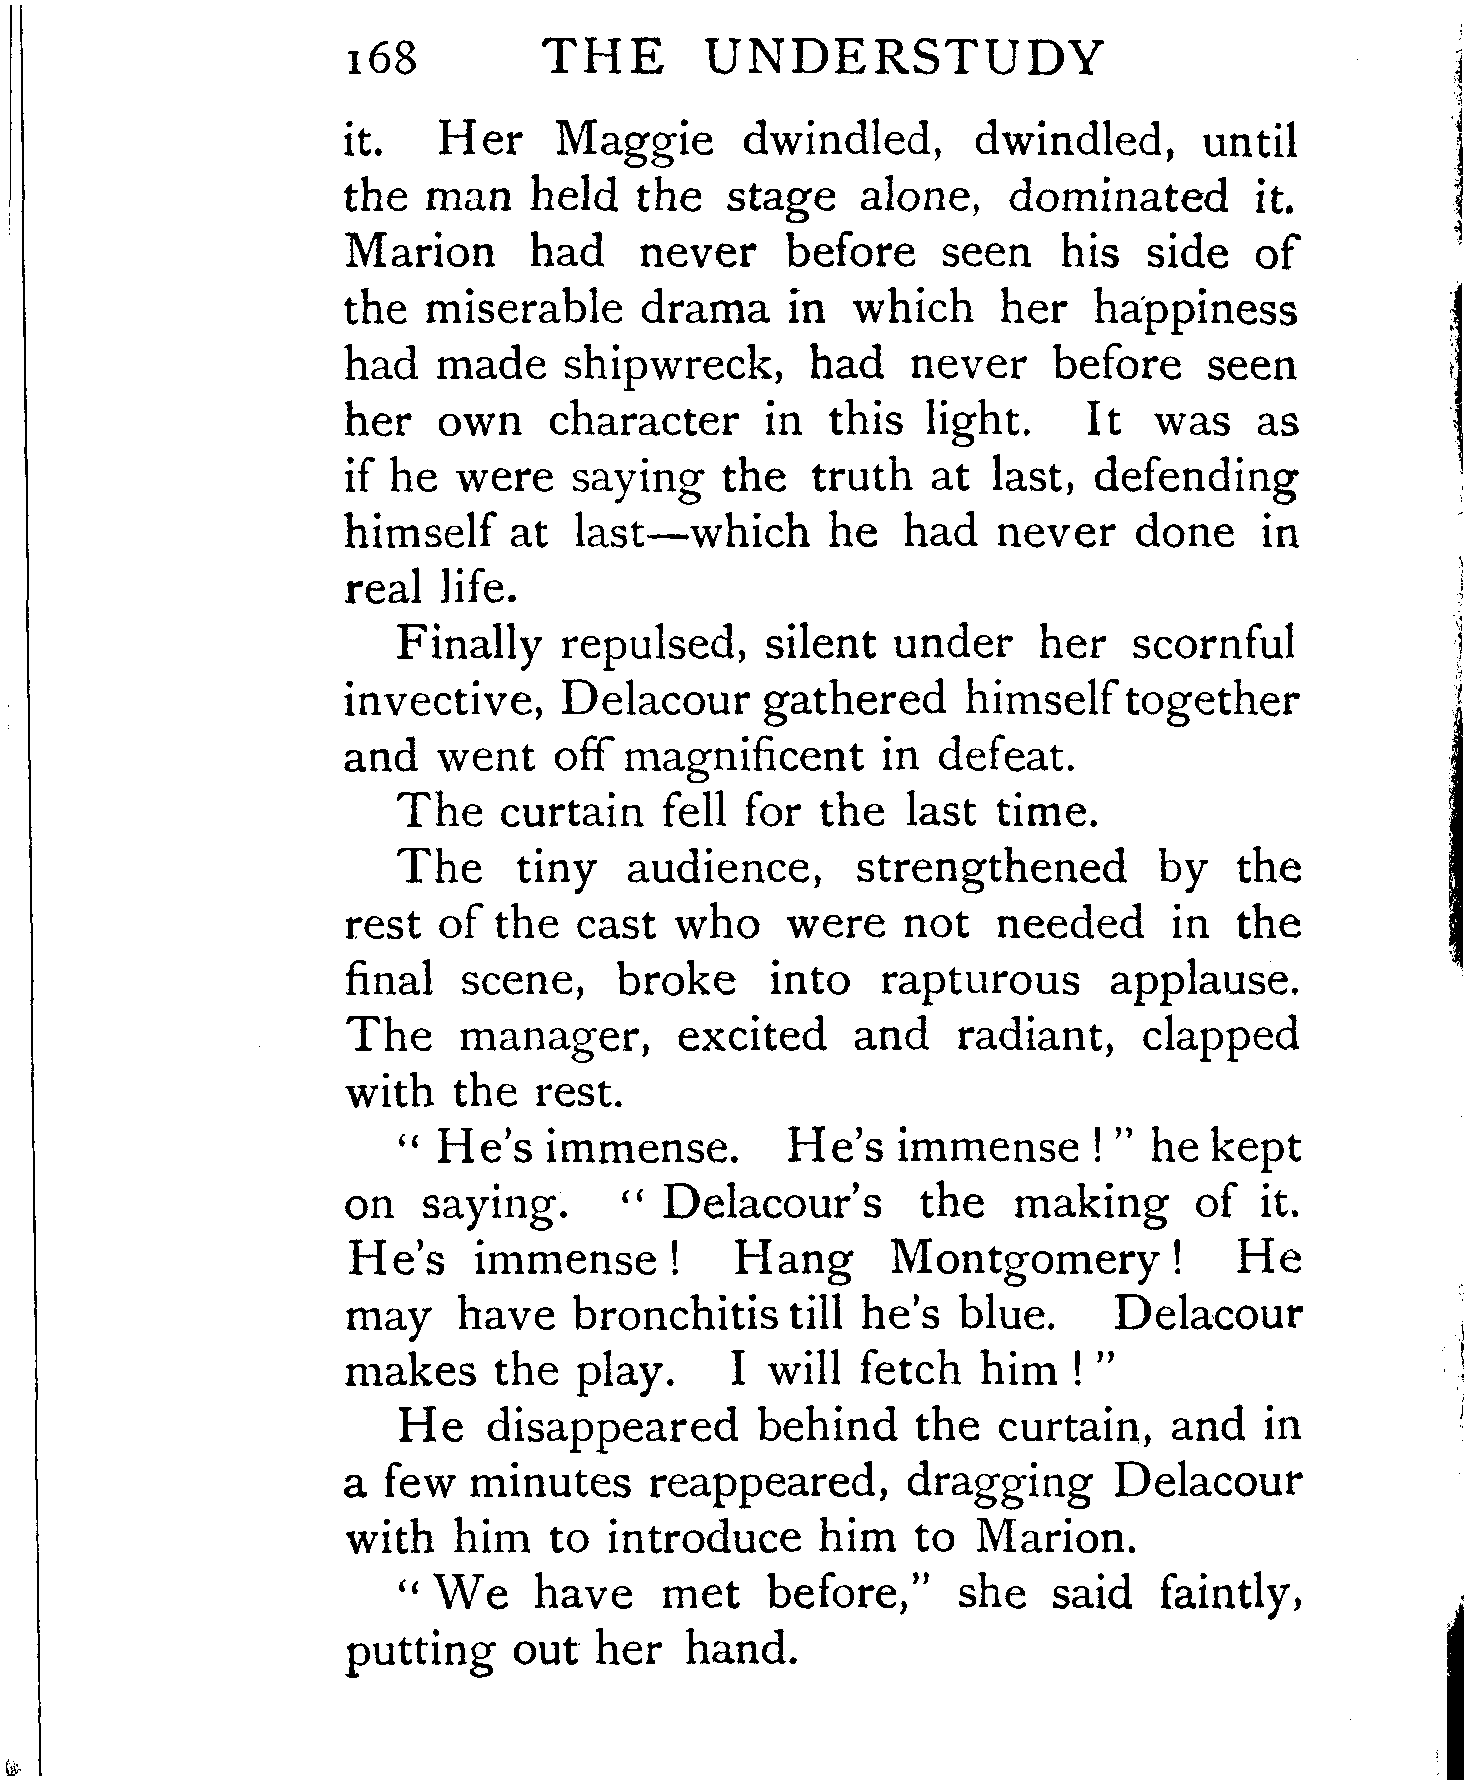 168 THE UNDERSTUDY
it. Her Maggie dwindled, dwindled, until
the man held the stage alone, dominated it.
Marion had never before seen his side of
the miserable drama in which her happiness
had made shipwreck, had never before seen
her own character in this light. It was as
if he were saying the truth at last, defending
himself at last—which he had never done in
real life.
Finally repulsed, silent under her scornful
invective, Delacour gathered himself together
and went off magnificent in defeat.
The curtain fell for the last time.
The tiny audience, strengthened by the
rest of the cast who were not needed in the
final scene, broke into rapturous applause.
The manager, excited and radiant, clapped
with the rest.
“ He’s immense. He’s immense ! ” he kept
on saying. “ Delacour’s the making of it.
He’s immense ! Hang Montgomery ! He
may have bronchitis till he’s blue. Delacour
makes the play. I will fetch him ! ”
He disappeared behind the curtain, and in
a few minutes reappeared, dragging Delacour
with him to introduce him to Marion.
“ We have met before,” she said faintly,
putting out her hand.